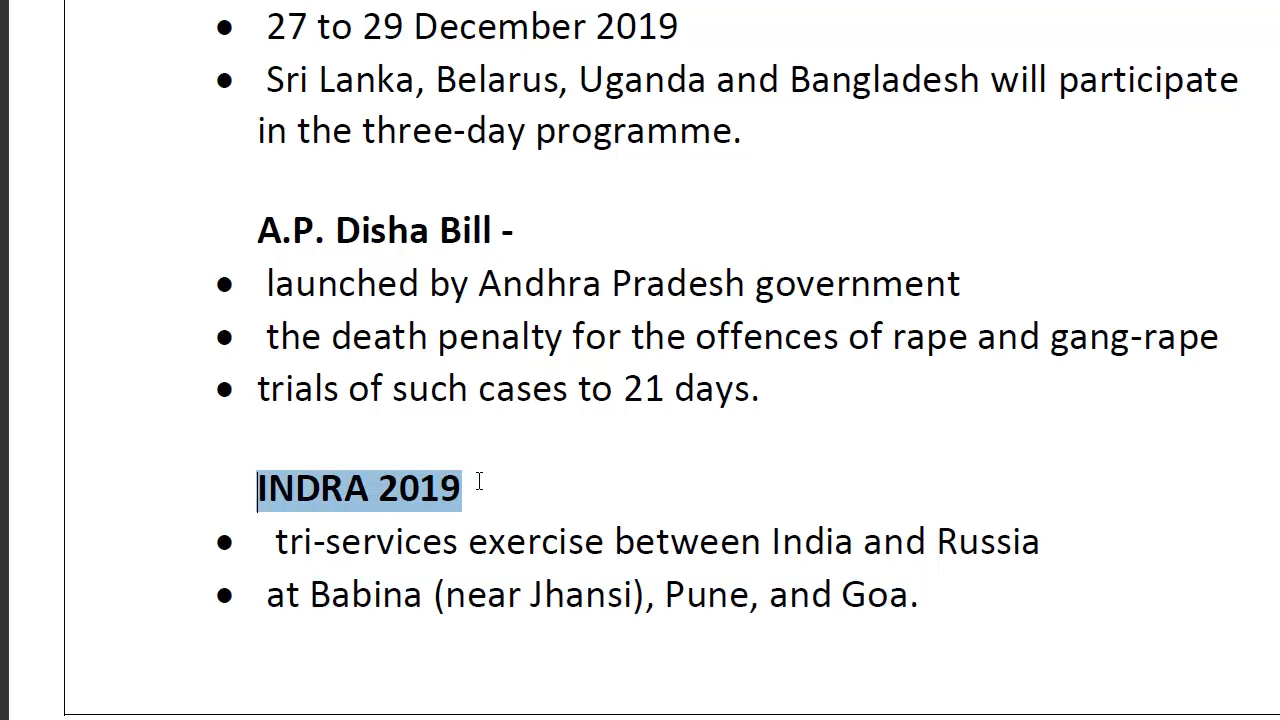 • 27 to 29 December 2019
• Sri Lanka, Belarus, Uganda and Bangladesh will participate
in the three-day programme.
A.P. Disha Bill -
• launched by Andhra Pradesh government
• the death penalty for the offences of rape and gang-rape
• trials of such cases to 21 days.
INDRA 2019
• tri-services exercise between India and Russia
• at Babina (near Jhansi), Pune, and Goa.